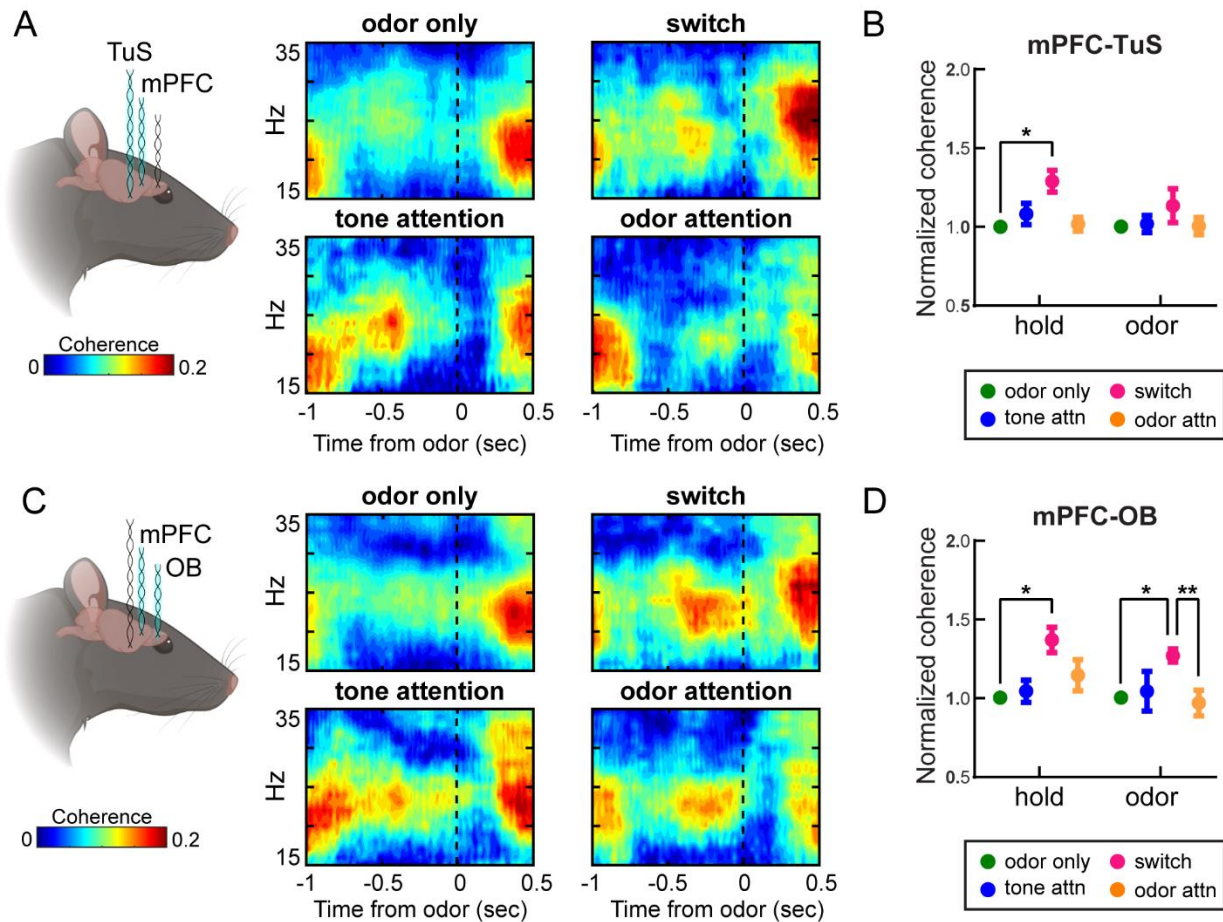 A
TuS
mPFC
Coherence
0
0.2
odor only
switch
35
Hz
15
tone attention
odor attention
35
Hz
15
-1
-0.5
0
0.5
-1
-0.5
0
0.5
Time from odor (sec)
Time from odor (sec)
B
mPFC-TuS
Normalized coherence
2.0
1.5
1.0
0.5
*
hold
odor
odor only
switch
tone attn
odor attn
C
mPFC
OB
Coherence
0
0.2
odor only
switch
35
Hz
15
tone attention
odor attention
35
Hz
15
-1
-0.5
0
0.5
-1
-0.5
0
0.5
Time from odor (sec)
Time from odor (sec)
D
mPFC-OB
Normalized coherence
2.0
1.5
1.0
0.5
*
*
**
hold
odor
odor only
switch
tone attn
odor attn